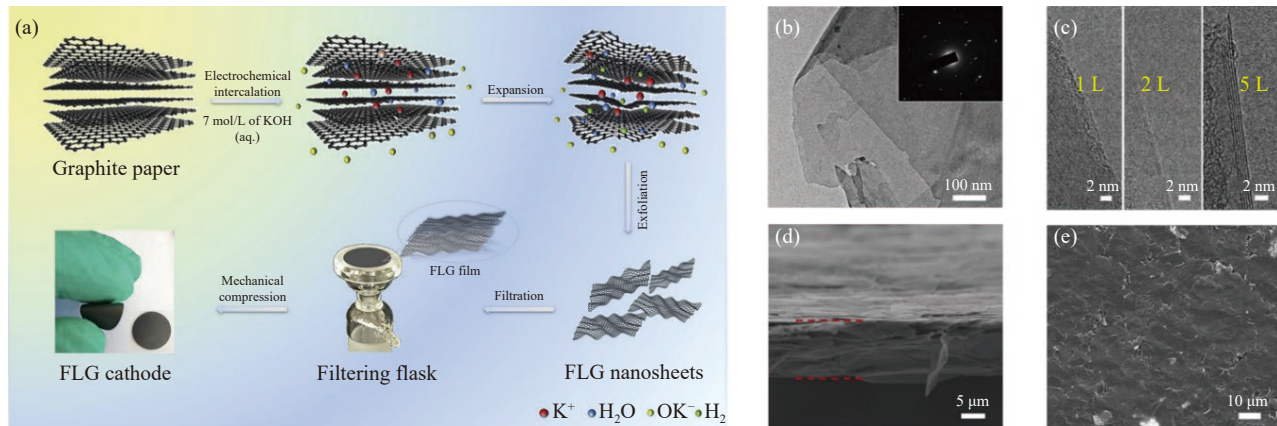 (a)
Electrochemical
intercalation
7 mol/L of KOH
(aq.)
Expansion
Graphite paper
Exfoliation
FLG film
Mechanical
compression
Filtration
FLG cathode
Filtering flask
FLG nanosheets
K⁺ H₂O OK⁻ H₂
(b)
100 nm
(c)
1 L 2 L 5 L
2 nm 2 nm 2 nm
(d)
5 μm
(e)
10 μm